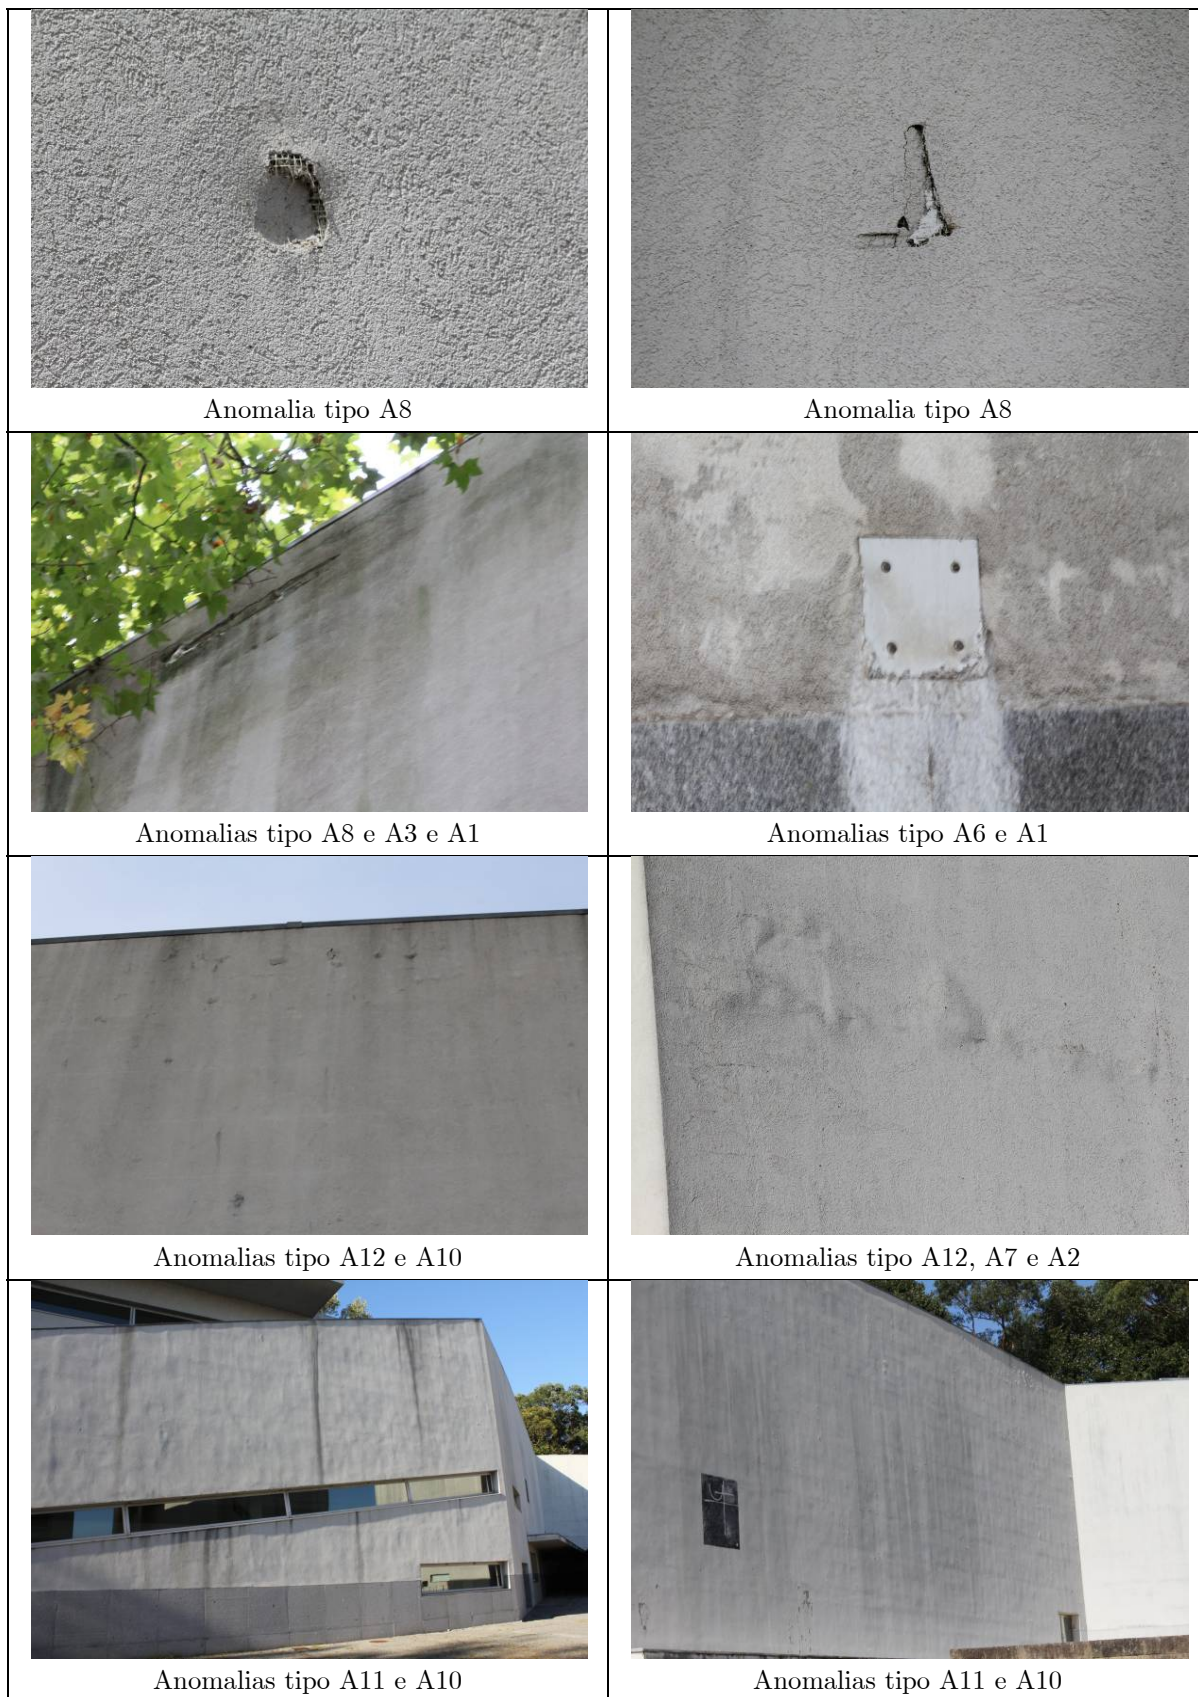 Anomalia tipo A8
Anomalia tipo A8
Anomalias tipo A8 e A3 e A1
Anomalias tipo A6 e A1
Anomalias tipo A12 e A10
Anomalias tipo A12, A7 e A2
Anomalias tipo A11 e A10
Anomalias tipo A11 e A10